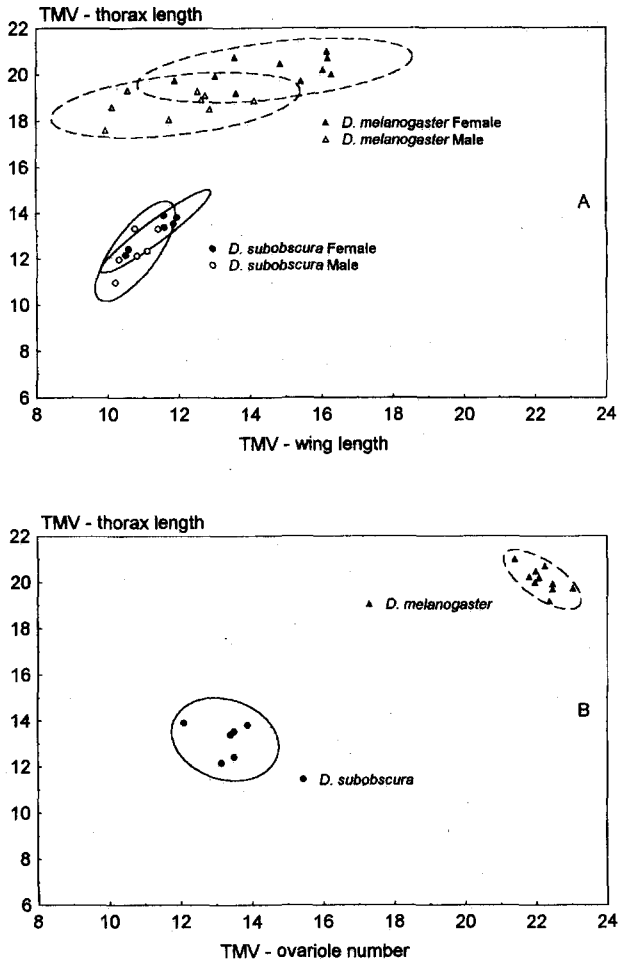 TMV - thorax length
22
20
18
16
14
12
10
8
6
▲ D. melanogaster Female
△ D. melanogaster Male
A
● D. subobscura Female
○ D. subobscura Male
8 10 12 14 16 18 20 22 24
TMV - wing length
TMV - thorax length
22
20
18
16
14
12
10
8
6
▲ D. melanogaster
B
● D. subobscura
8 10 12 14 16 18 20 22 24
TMV - ovariole number